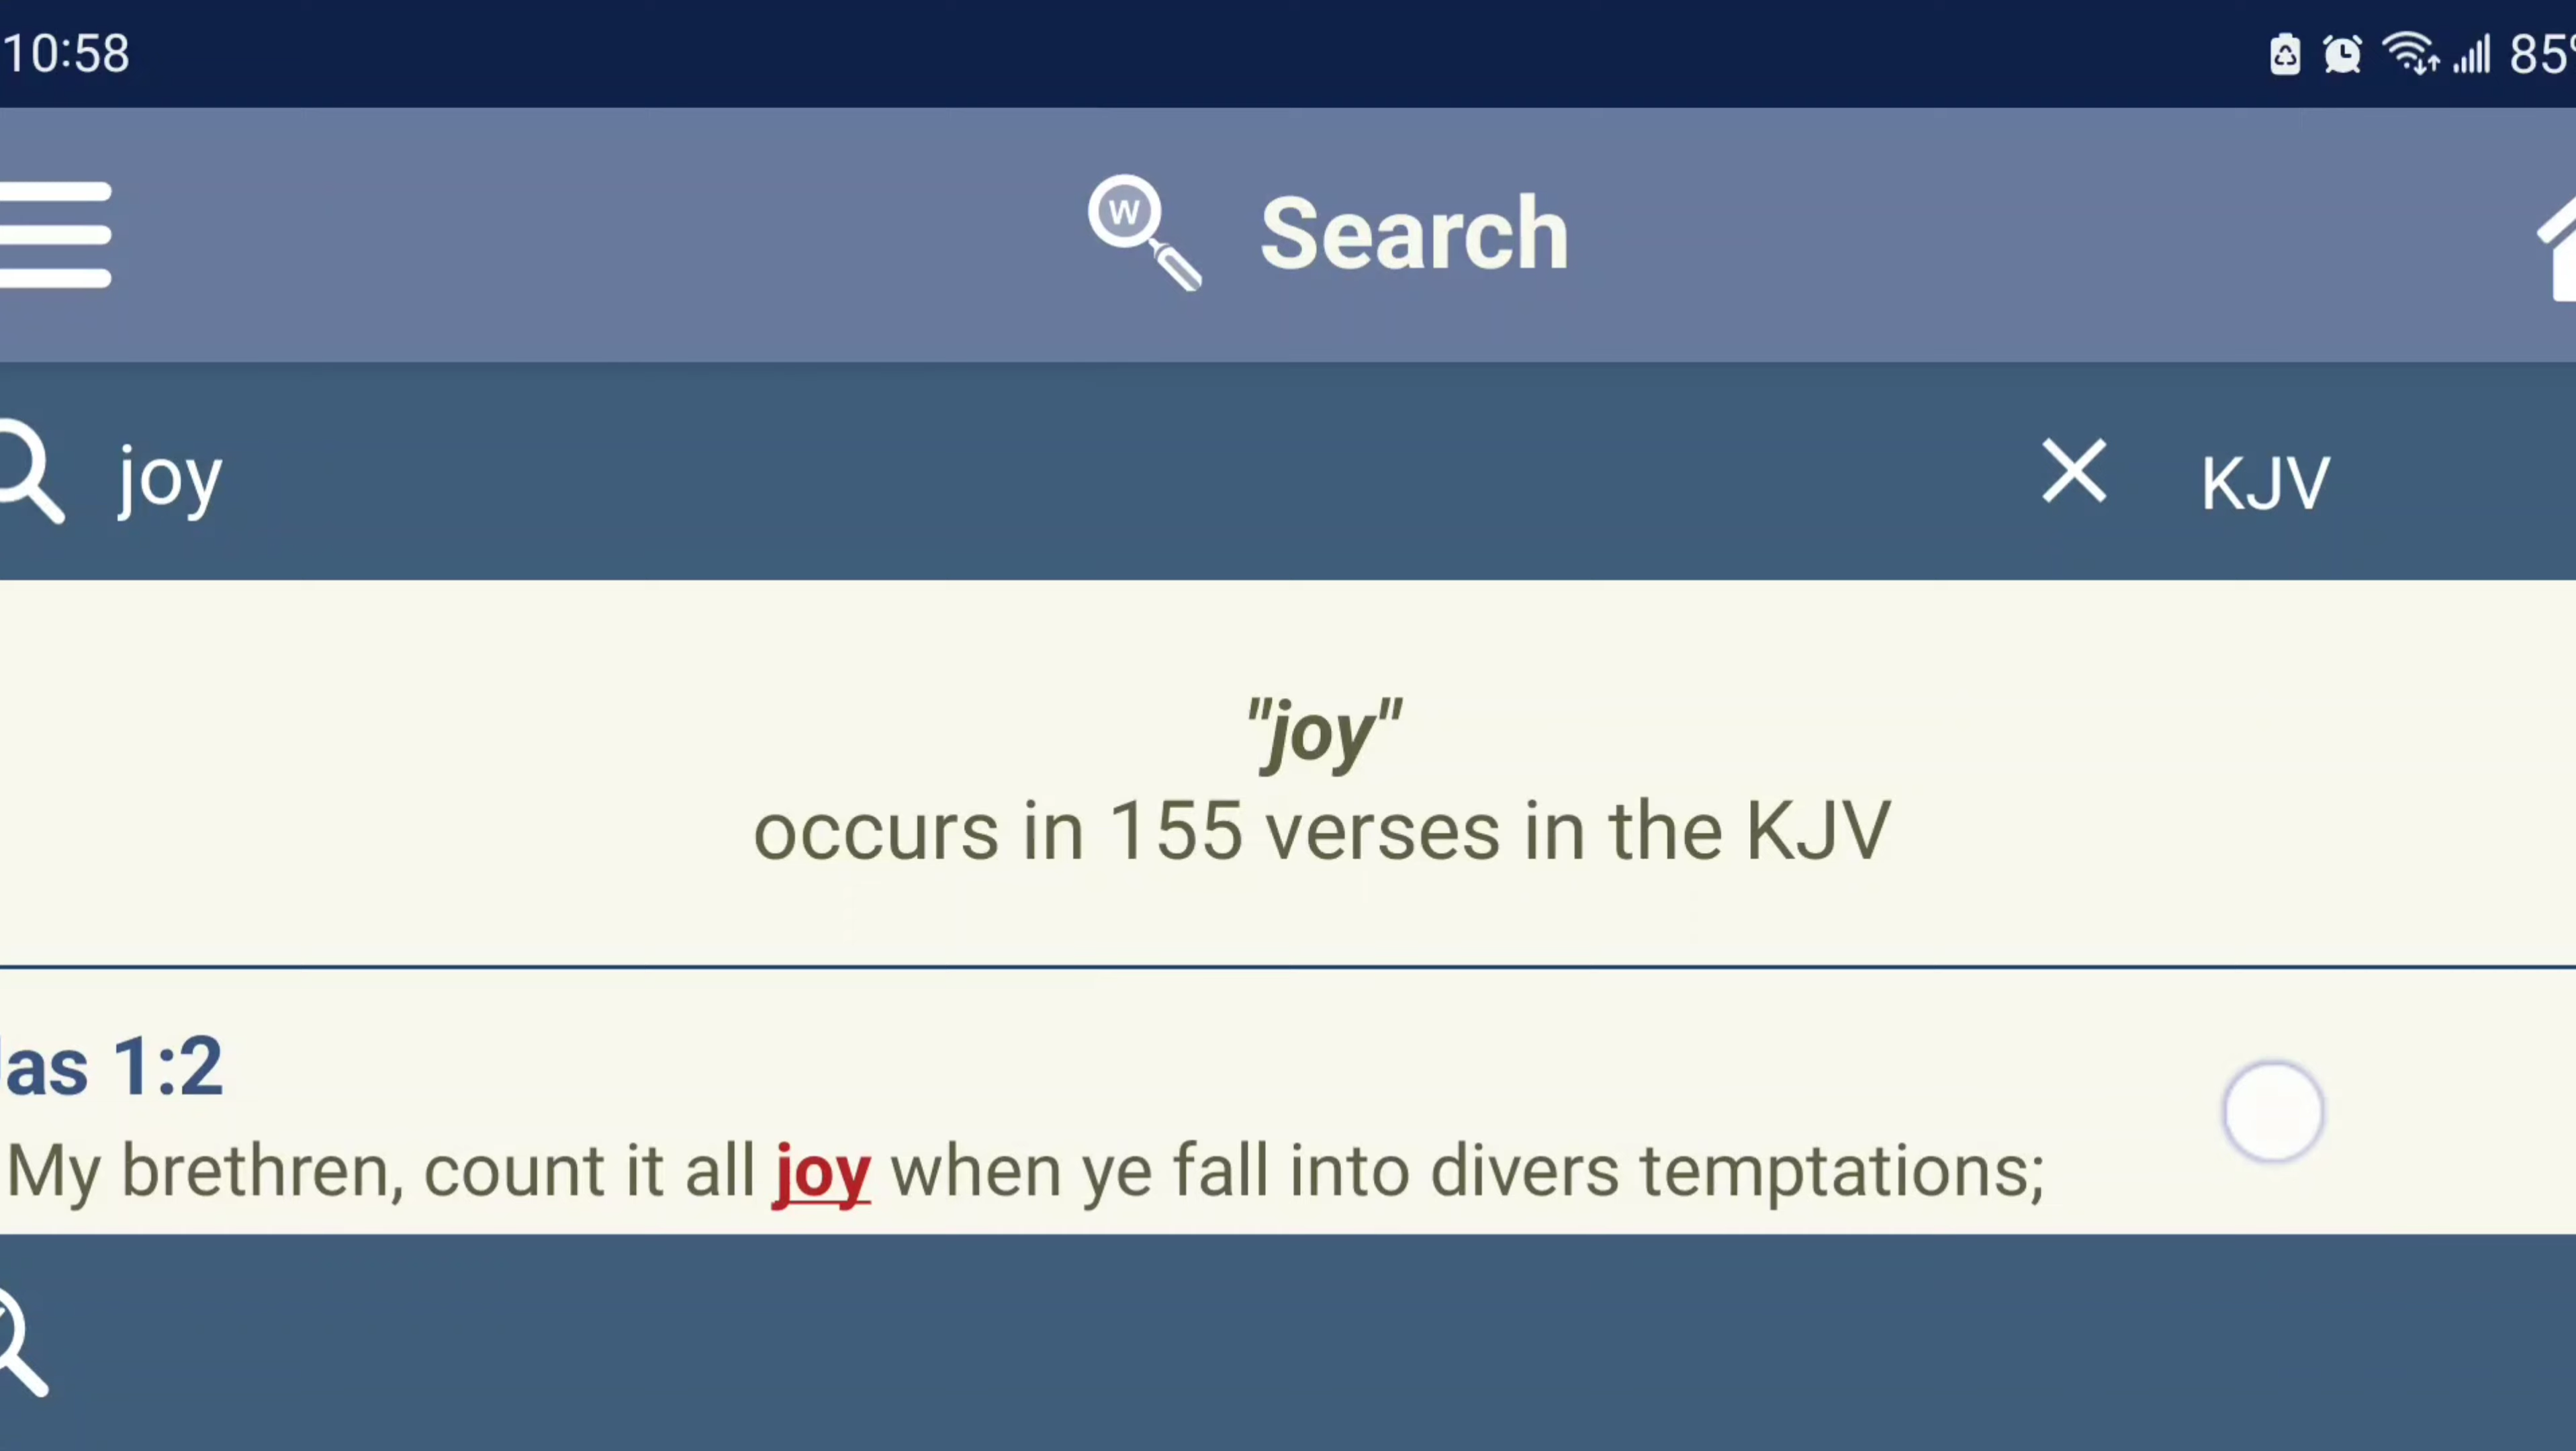 10:58
85%
W Search
joy
KJV
"joy"
occurs in 155 verses in the KJV
as 1:2
My brethren, count it all joy when ye fall into divers temptations;